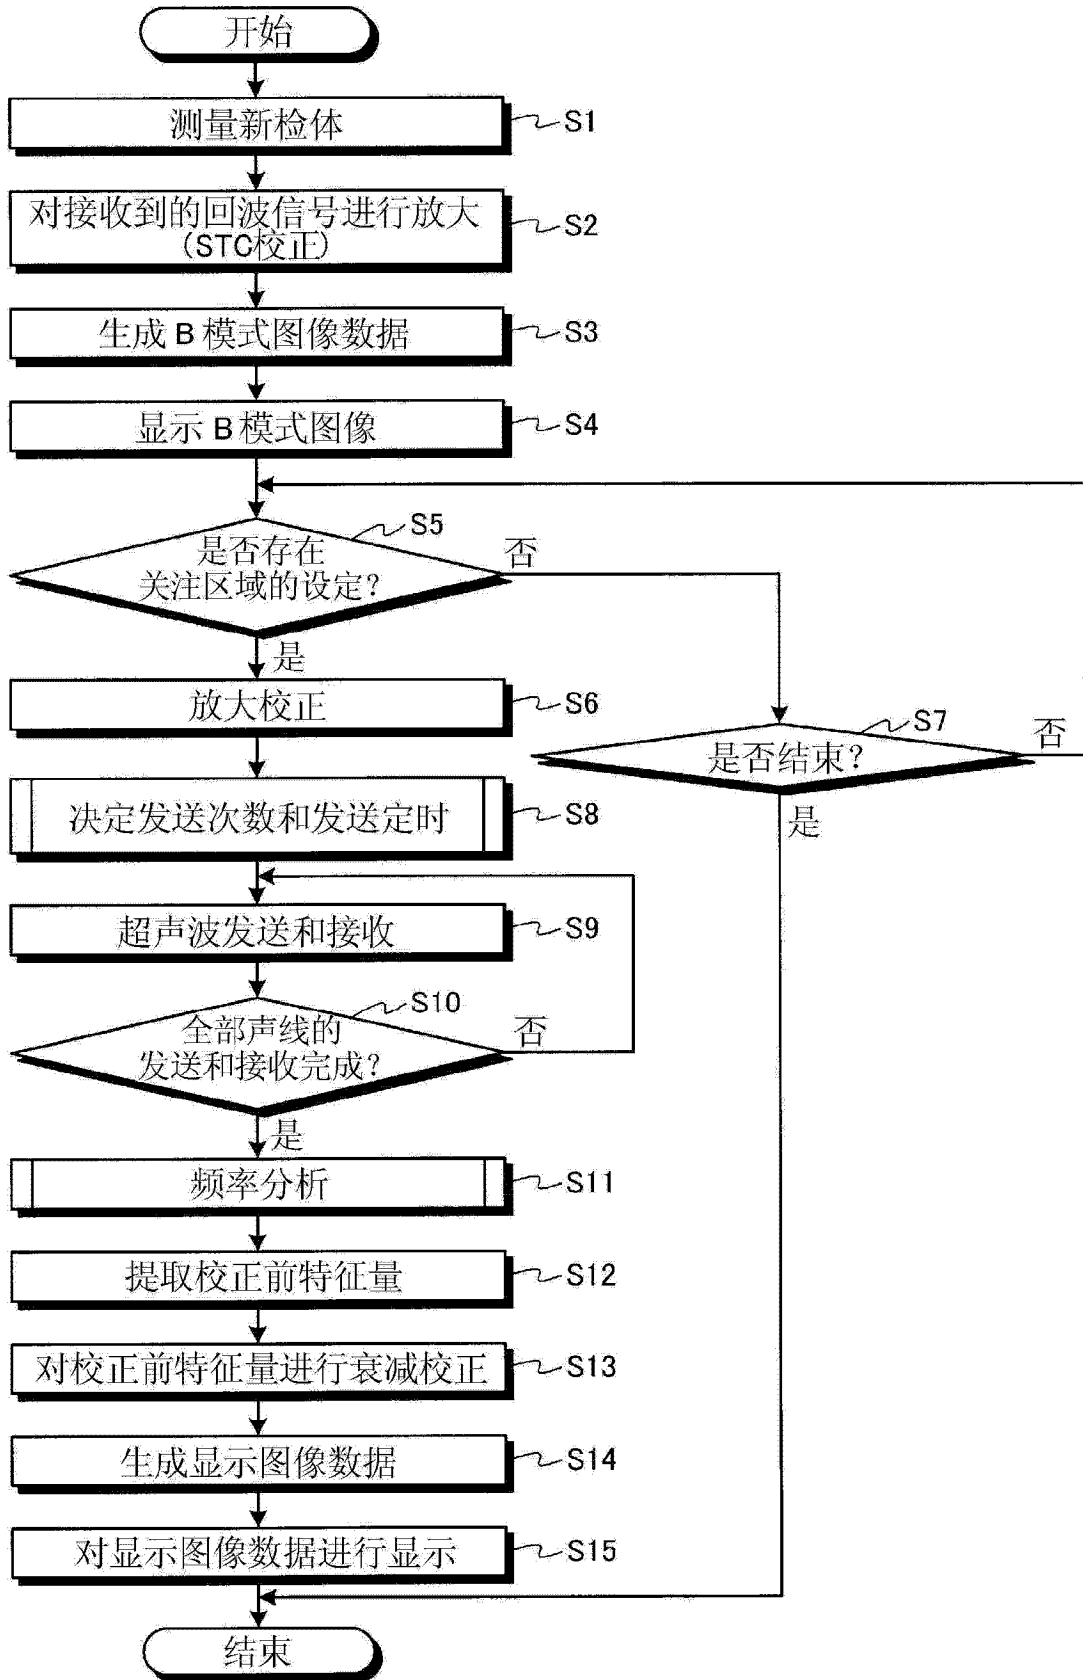 开始
测量新检体
S1
对接收到的回波信号进行放大
(STC校正)
S2
生成 B 模式图像数据
S3
显示 B 模式图像
S4
S5
是否存在
关注区域的设定?
否
是
放大校正
S6
S7
是否结束?
否
是
决定发送次数和发送定时
S8
超声波发送和接收
S9
S10
全部声线的
发送和接收完成?
否
是
频率分析
S11
提取校正前特征量
S12
对校正前特征量进行衰减校正
S13
生成显示图像数据
S14
对显示图像数据进行显示
S15
结束